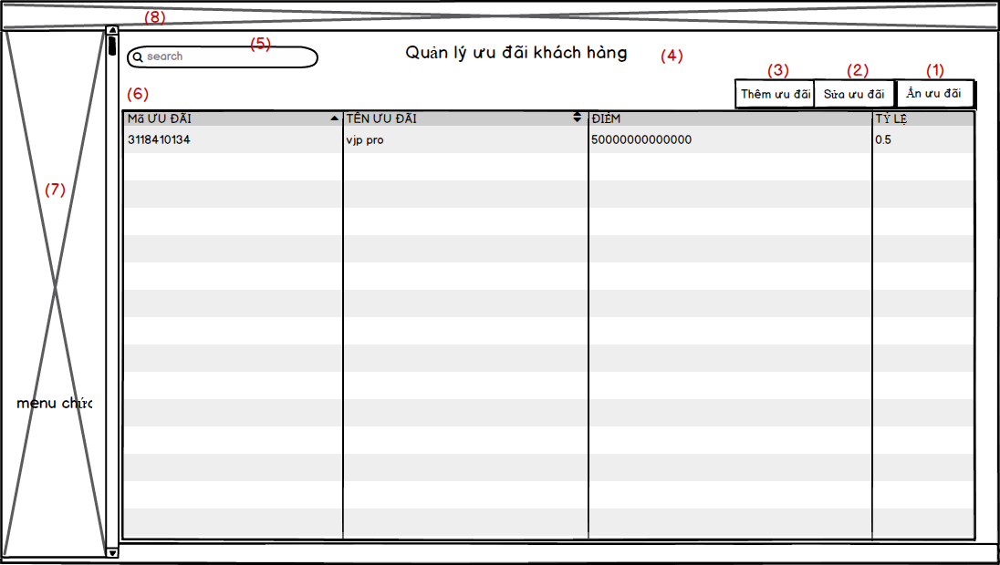 (8)
(5)
search
Quản lý ưu đãi khách hàng
(4)
(3)
(2)
(1)
(6)
Thêm ưu đãi
Sửa ưu đãi
Ẩn ưu đãi
Mã ƯU ĐÃI
TÊN ƯU ĐÃI
ĐIỂM
TỶ LỆ
3118410134
vjp pro
50000000000000
0.5
(7)
menu chức